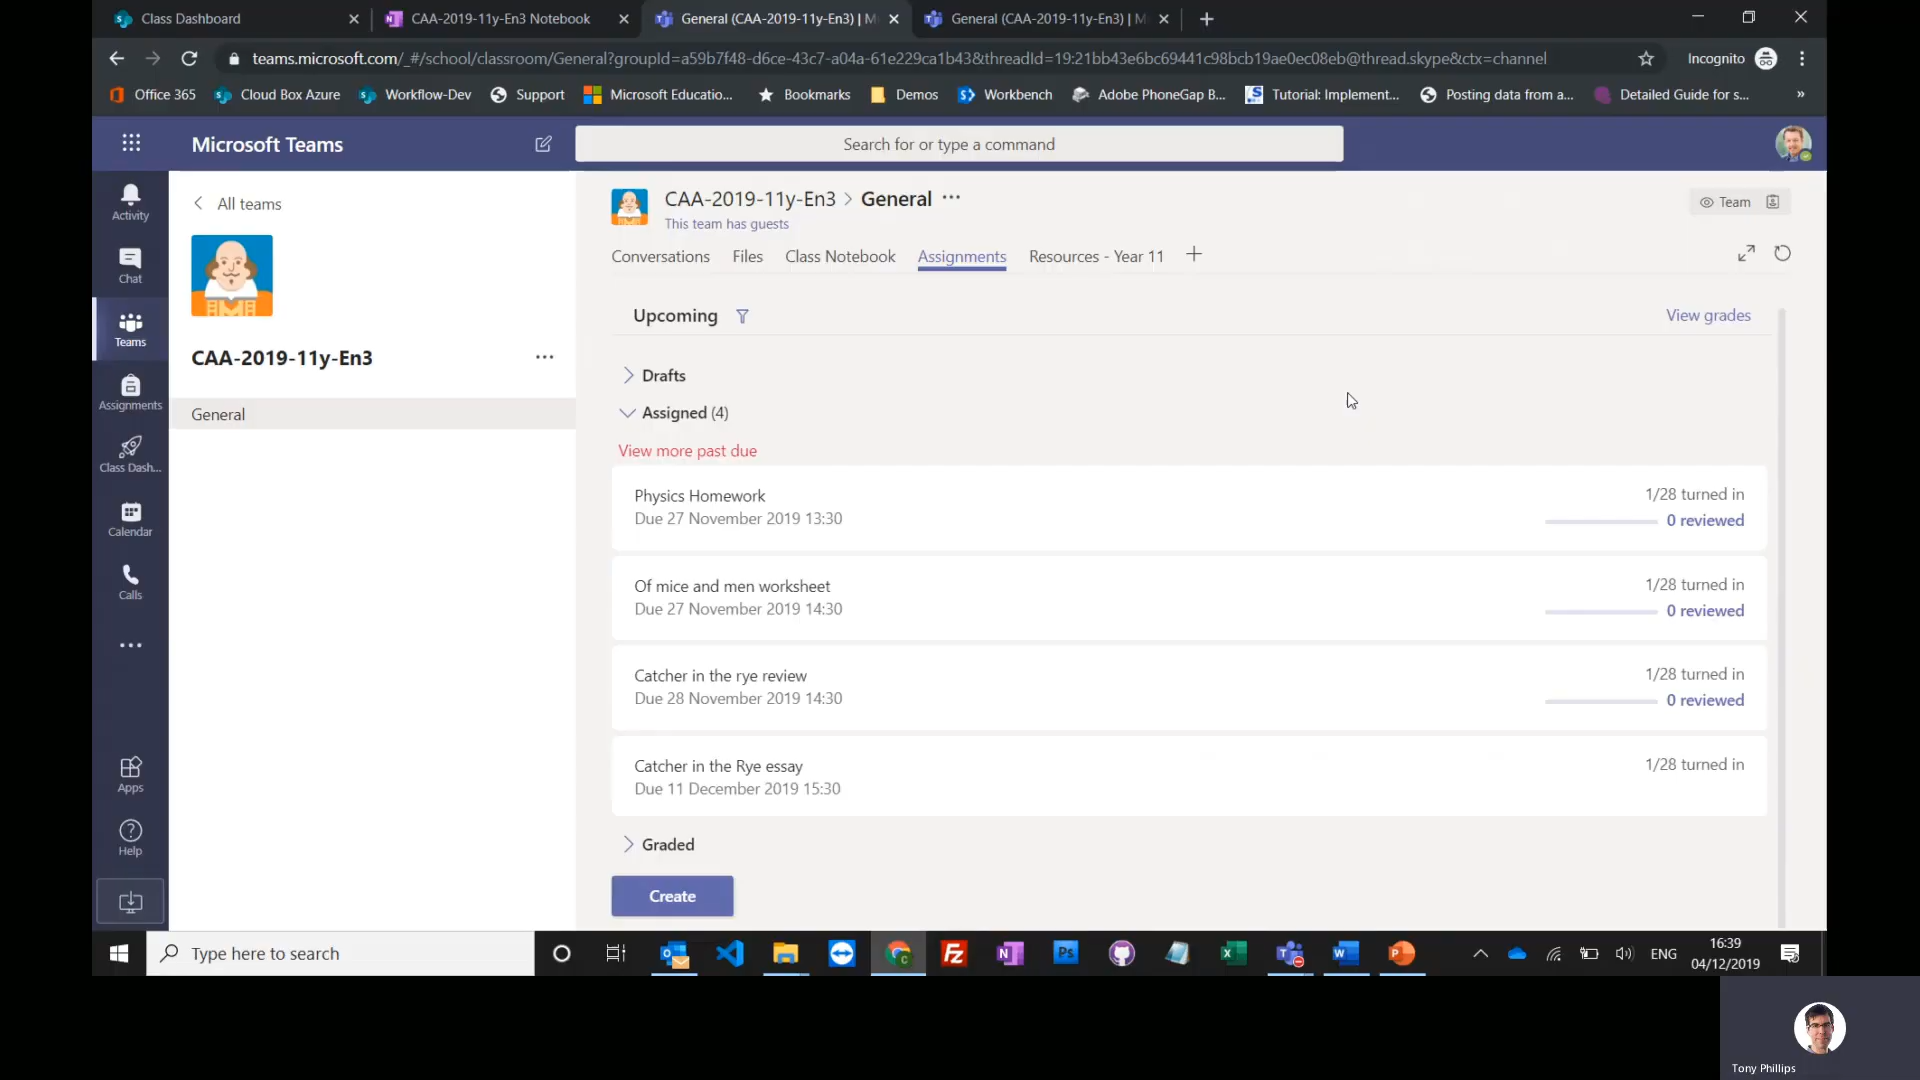 Class Dashboard
CAA-2019-11y-En3 Notebook
General (CAA-2019-11y-En3) | M
General (CAA-2019-11y-En3) | M
teams.microsoft.com/_#/school/classroom/General?groupId=a59b7f48-d6ce-43c7-a04a-61e229ca1b43&threadId=19:21bb43e6bc69441c98bcb19ae0ec08eb@thread.skype&ctx=channel
Incognito
Office 365
Cloud Box Azure
Workflow-Dev
Support
Microsoft Educatio...
Bookmarks
Demos
Workbench
Adobe PhoneGap B...
Tutorial: Implement...
Posting data from a...
Detailed Guide for s...
»
Microsoft Teams
Search for or type a command
Activity
Chat
Teams
Assignments
Class Dash...
Calendar
Calls
Apps
Help
All teams
CAA-2019-11y-En3
General
CAA-2019-11y-En3 > General
This team has guests
Team
Conversations
Files
Class Notebook
Assignments
Resources - Year 11
Upcoming
View grades
Drafts
Assigned (4)
View more past due
Physics Homework
Due 27 November 2019 13:30
1/28 turned in
0 reviewed
Of mice and men worksheet
Due 27 November 2019 14:30
1/28 turned in
0 reviewed
Catcher in the rye review
Due 28 November 2019 14:30
1/28 turned in
0 reviewed
Catcher in the Rye essay
Due 11 December 2019 15:30
1/28 turned in
Graded
Create
Type here to search
ENG
16:39
04/12/2019
Tony Phillips